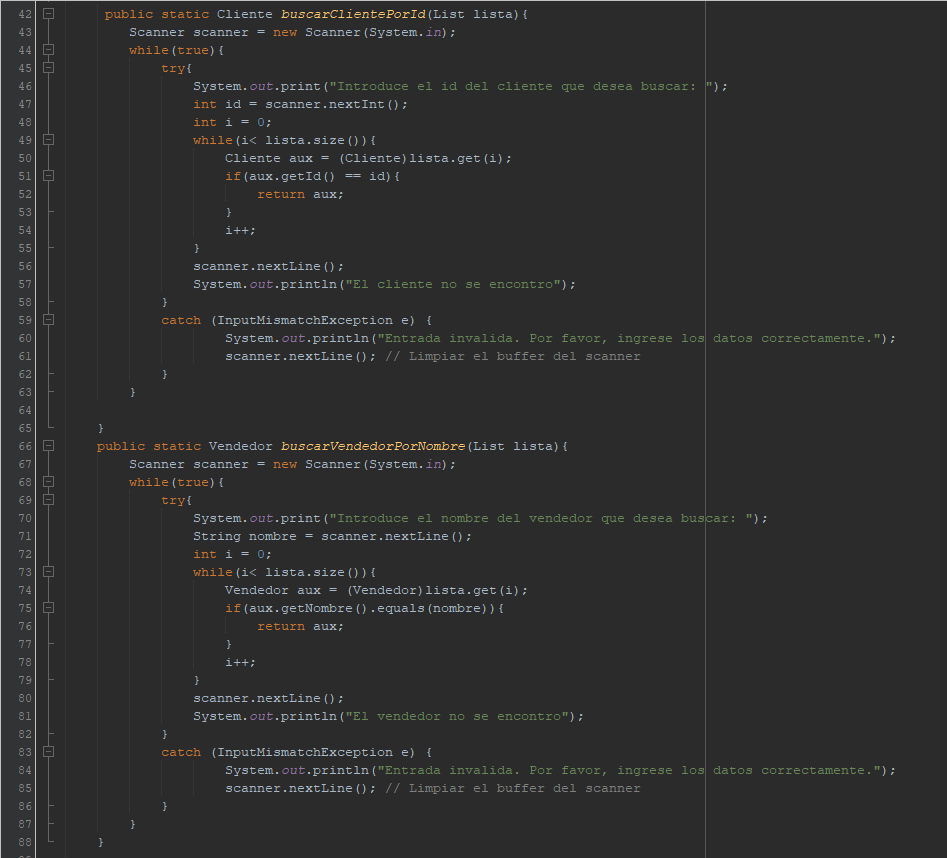 42 public static Cliente buscarClientePorId(List lista){
43 Scanner scanner = new Scanner(System.in);
44 while(true){
45 try{
46 System.out.print("Introduce el id del cliente que desea buscar: ");
47 int id = scanner.nextInt();
48 int i = 0;
49 while(i< lista.size()){
50 Cliente aux = (Cliente)lista.get(i);
51 if(aux.getId() == id){
52 return aux;
53 }
54 i++;
55 }
56 scanner.nextLine();
57 System.out.println("El cliente no se encontro");
58 }
59 catch (InputMismatchException e) {
60 System.out.println("Entrada invalida. Por favor, ingrese los datos correctamente.");
61 scanner.nextLine(); // Limpiar el buffer del scanner
62 }
63 }
64
65 }
66 public static Vendedor buscarVendedorPorNombre(List lista){
67 Scanner scanner = new Scanner(System.in);
68 while(true){
69 try{
70 System.out.print("Introduce el nombre del vendedor que desea buscar: ");
71 String nombre = scanner.nextLine();
72 int i = 0;
73 while(i< lista.size()){
74 Vendedor aux = (Vendedor)lista.get(i);
75 if(aux.getNombre().equals(nombre)){
76 return aux;
77 }
78 i++;
79 }
80 scanner.nextLine();
81 System.out.println("El vendedor no se encontro");
82 }
83 catch (InputMismatchException e) {
84 System.out.println("Entrada invalida. Por favor, ingrese los datos correctamente.");
85 scanner.nextLine(); // Limpiar el buffer del scanner
86 }
87 }
88 }